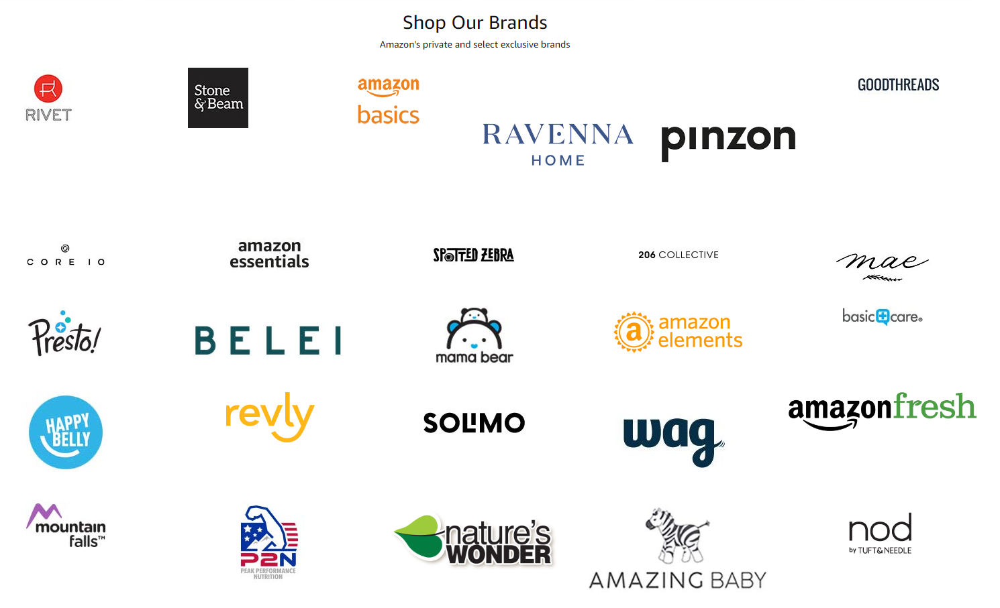 Shop Our Brands
Amazon's private and select exclusive brands
RIVET
Stone
& Beam
amazon
basics
RAVENNA
HOME
pinzon
GOODTHREADS
CORE 10
amazon
essentials
SPOTTED ZEBRA
206 COLLECTIVE
mae
Presto!
BELEI
mama bear
a
amazon
elements
basic care®
HAPPY
BELLY
revly
SOLIMO
wag
amazonfresh
mountain
falls™
P2N
PEAK PERFORMANCE
NUTRITION
nature's
WONDER
AMAZING BABY
nod
by TUFT&NEEDLE